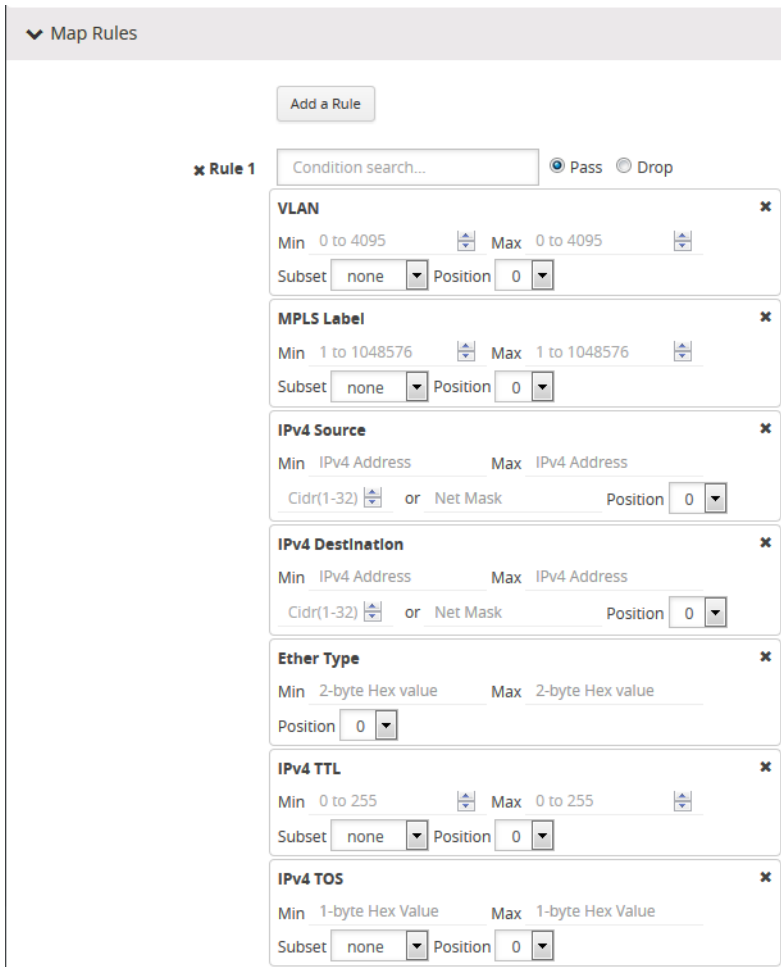 Map Rules
Add a Rule
Rule 1 Condition search... Pass Drop
VLAN
Min 0 to 4095 Max 0 to 4095
Subset none Position 0
MPLS Label
Min 1 to 1048576 Max 1 to 1048576
Subset none Position 0
IPv4 Source
Min IPv4 Address Max IPv4 Address
Cidr(1-32) or Net Mask Position 0
IPv4 Destination
Min IPv4 Address Max IPv4 Address
Cidr(1-32) or Net Mask Position 0
Ether Type
Min 2-byte Hex value Max 2-byte Hex value
Position 0
IPv4 TTL
Min 0 to 255 Max 0 to 255
Subset none Position 0
IPv4 TOS
Min 1-byte Hex Value Max 1-byte Hex Value
Subset none Position 0